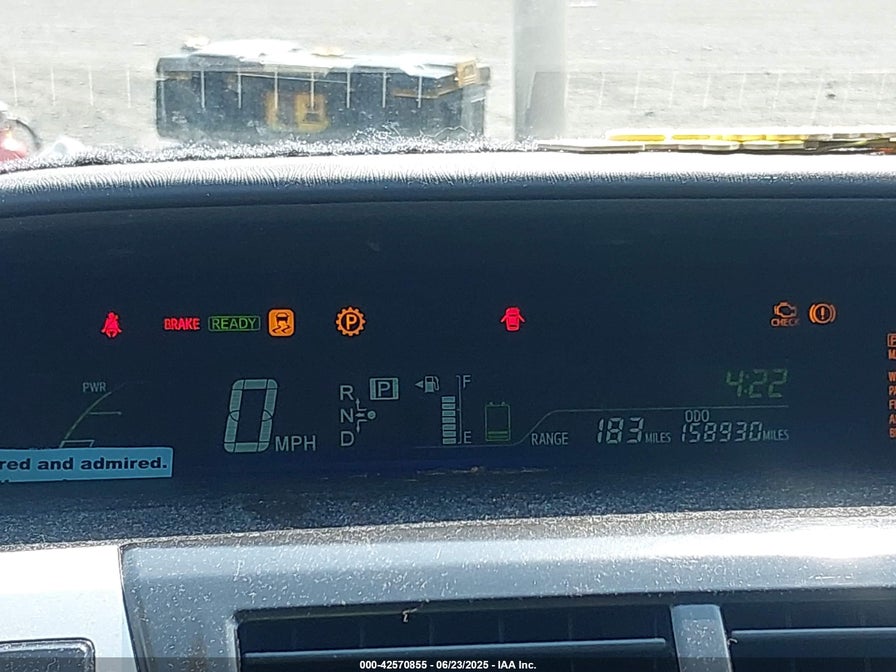 BRAKE READY P CHECK
PWR
0 MPH
R P
N
D
F
E
4:22
RANGE 183 MILES
ODO
158930 MILES
red and admired.
000-42570855 - 06/23/2025 - IAA Inc.